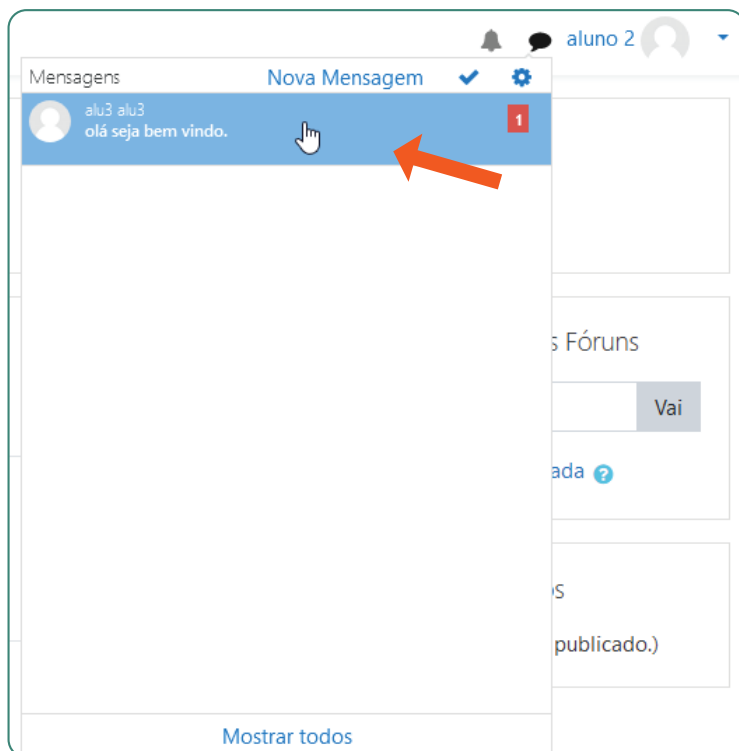 aluno 2
Mensagens Nova Mensagem
alu3 alu3
olá seja bem vindo.
1
s Fóruns
Vai
ada
?
os
publicado.)
Mostrar todos